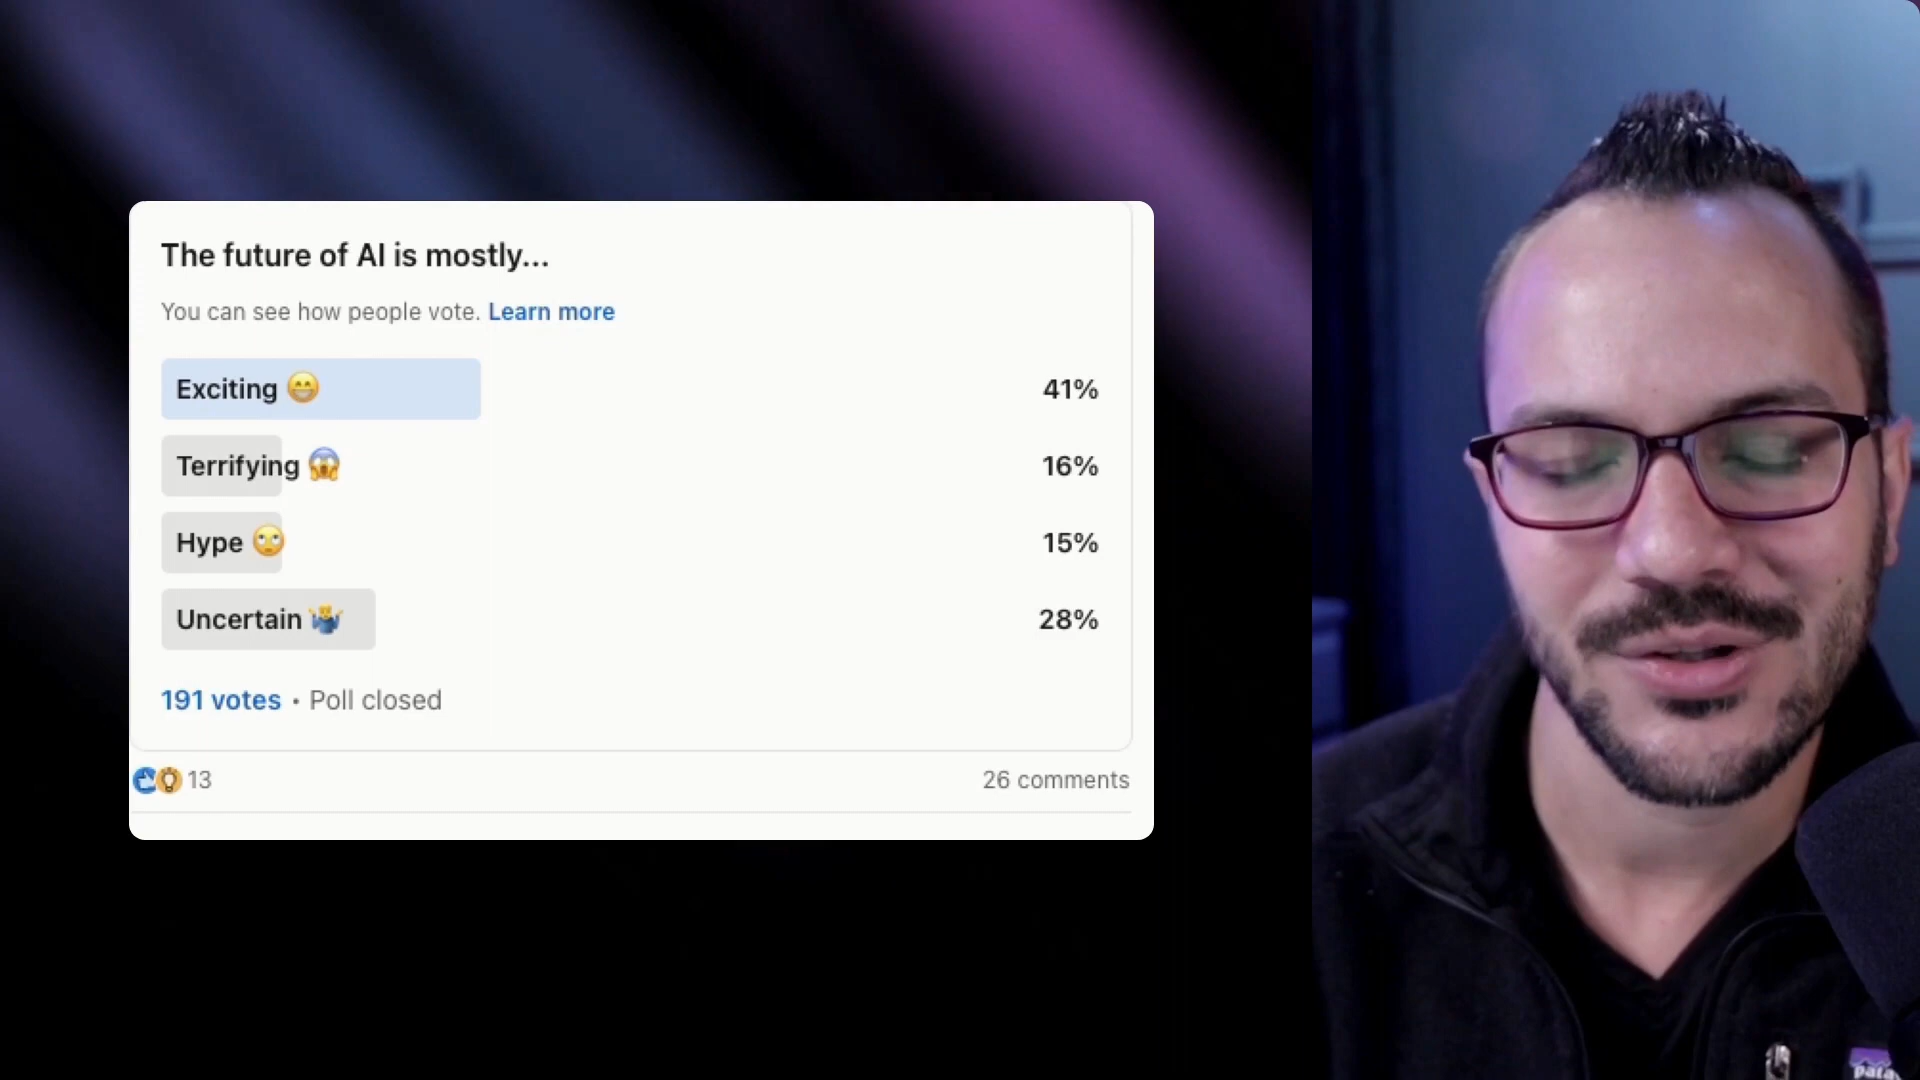 The future of AI is mostly...
You can see how people vote. Learn more
Exciting 😁 41%
Terrifying 😱 16%
Hype 🙄 15%
Uncertain 🤷 28%
191 votes • Poll closed
13 26 comments